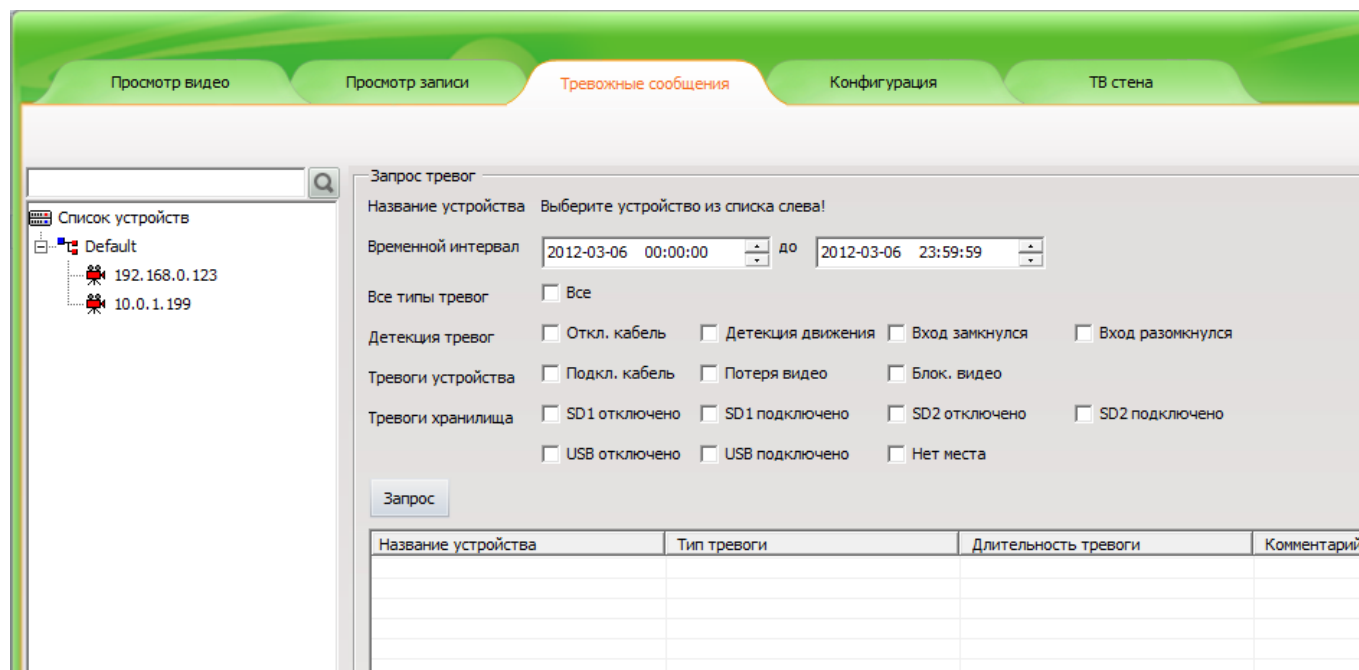 Просмотр видео Просмотр записи Тревожные сообщения Конфигурация ТВ стена
Список устройств
Default
192.168.0.123
10.0.1.199
Запрос тревог
Название устройства Выберите устройство из списка слева!
Временной интервал 2012-03-06 00:00:00 до 2012-03-06 23:59:59
Все типы тревог Все
Детекция тревог Откл. кабель Детекция движения Вход замкнулся Вход разомкнулся
Тревоги устройства Подкл. кабель Потеря видео Блок. видео
Тревоги хранилища SD1 отключено SD1 подключено SD2 отключено SD2 подключено
USB отключено USB подключено Нет места
Запрос
Название устройства Тип тревоги Длительность тревоги Комментарий